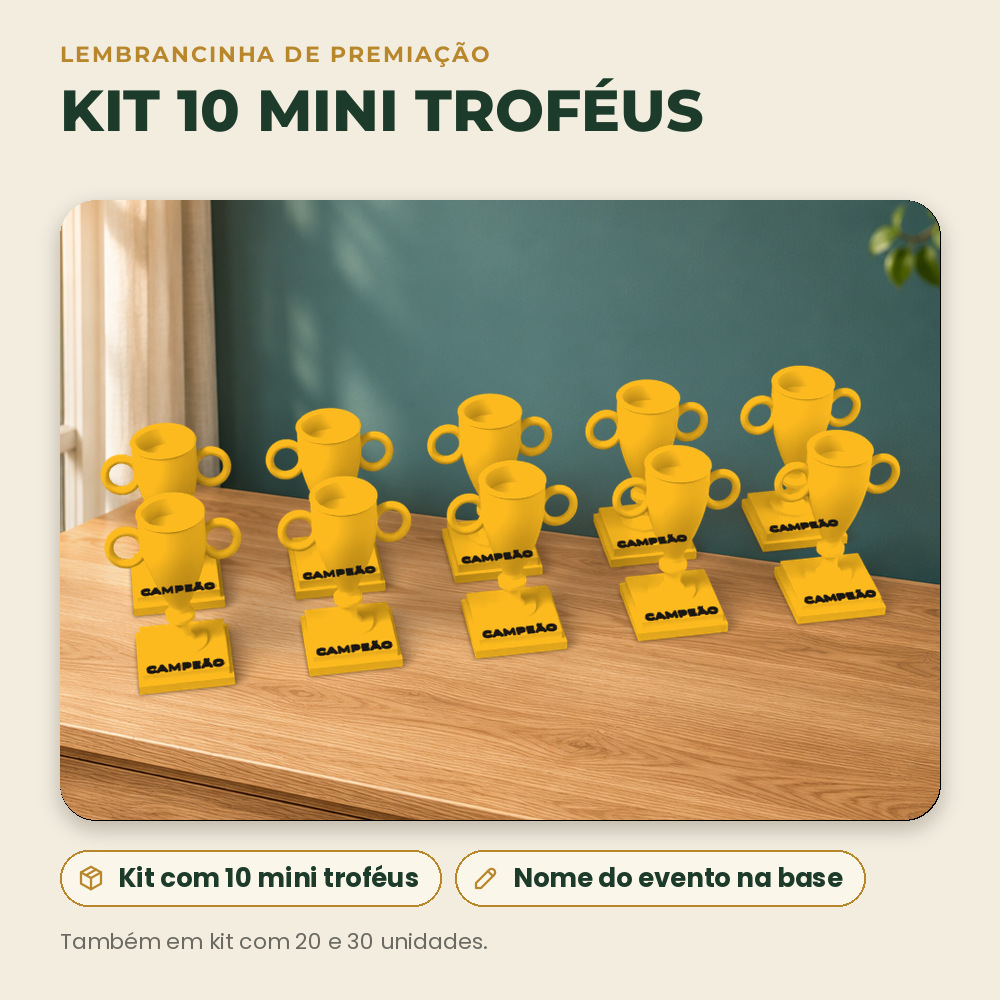 LEMBRANCINHA DE PREMIAÇÃO
KIT 10 MINI TROFÉUS
CAMPEÃO
CAMPEÃO
CAMPEÃO
CAMPEÃO
CAMPEÃO
CAMPEÃO
CAMPEÃO
CAMPEÃO
CAMPEÃO
CAMPEÃO
Kit com 10 mini troféus
Nome do evento na base
Também em kit com 20 e 30 unidades.